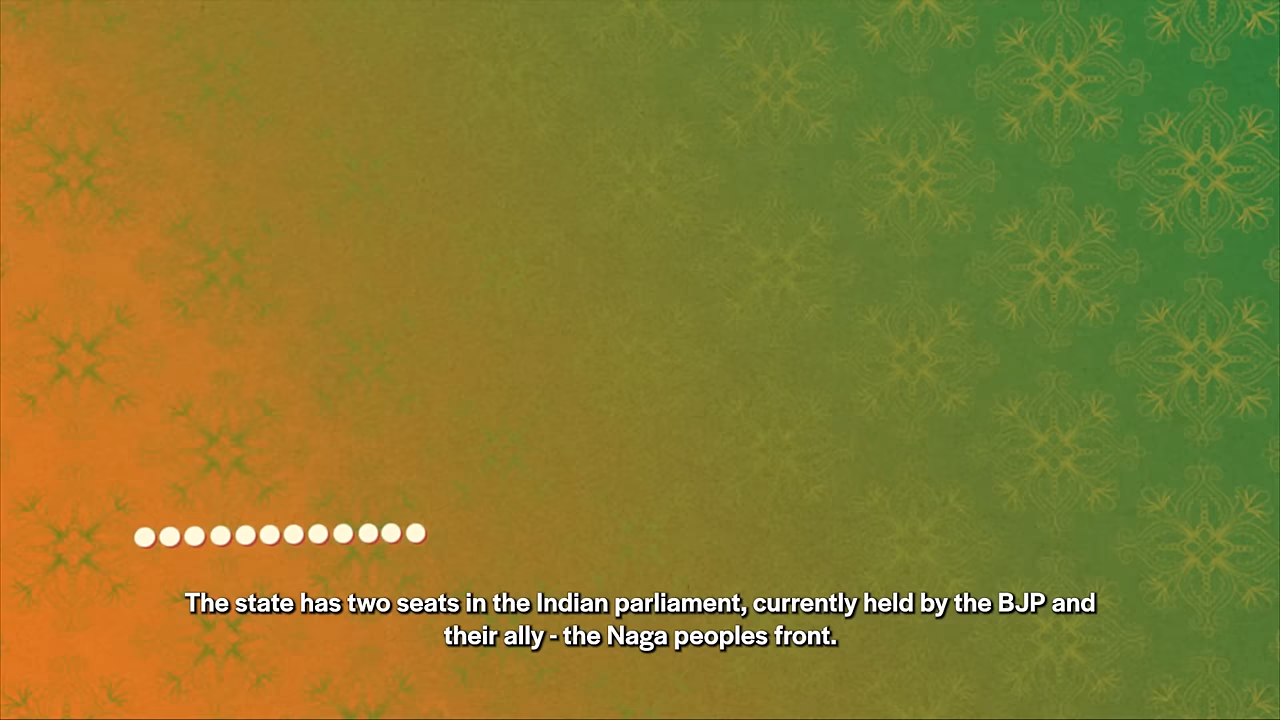 The state has two seats in the Indian parliament, currently held by the BJP and
their ally - the Naga peoples front.